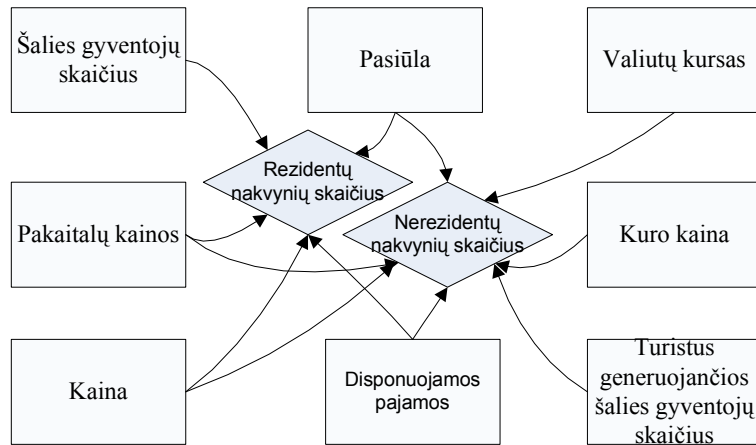 Šalies gyventojų
skaičius
Pasiūla
Valiutų kursas
Rezidentų
nakvynių skaičius
Pakaitalų kainos
Nerezidentų
nakvynių skaičius
Kuro kaina
Kaina
Disponuojamos
pajamos
Turistus
generuojančios
šalies gyventojų
skaičius